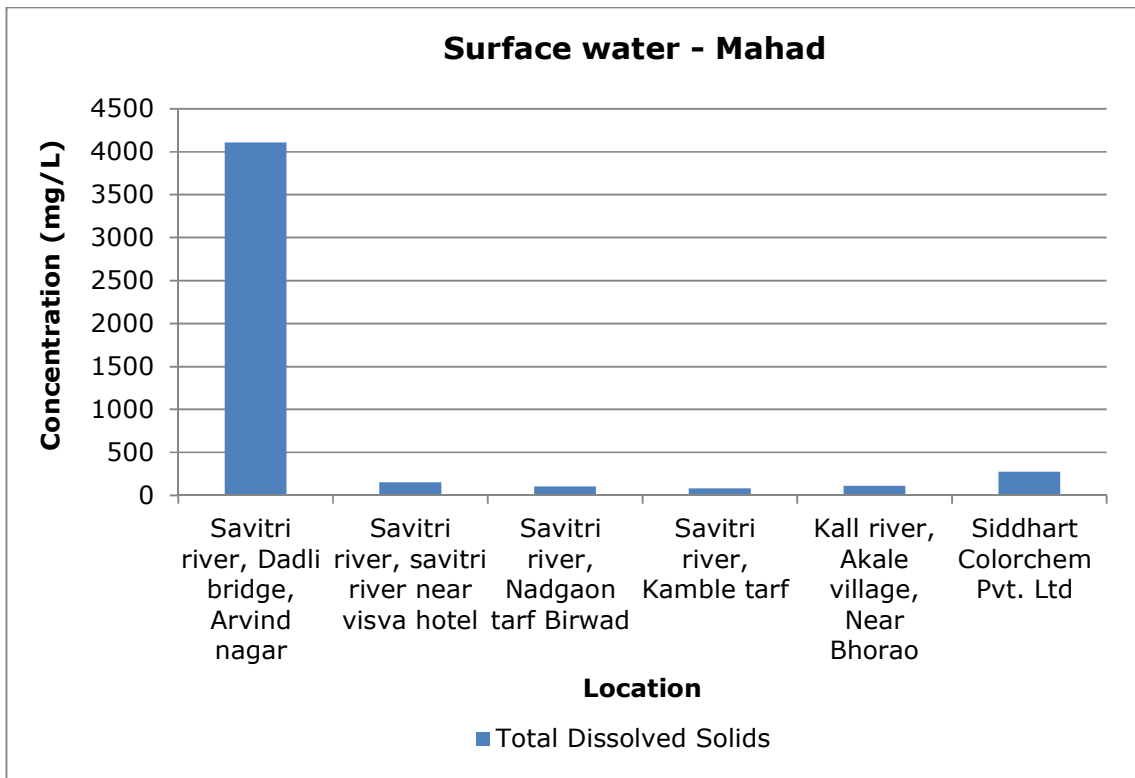 Surface water - Mahad
Concentration (mg/L)
4500
4000
3500
3000
2500
2000
1500
1000
500
0
Savitri
river, Dadli
bridge,
Arvind
nagar
Savitri
river, savitri
river near
visva hotel
Savitri
river,
Nadgaon
tarf Birwad
Savitri
river,
Kamble tarf
Kall river,
Akale
village,
Near
Bhorao
Siddhart
Colorchem
Pvt. Ltd
Location
Total Dissolved Solids